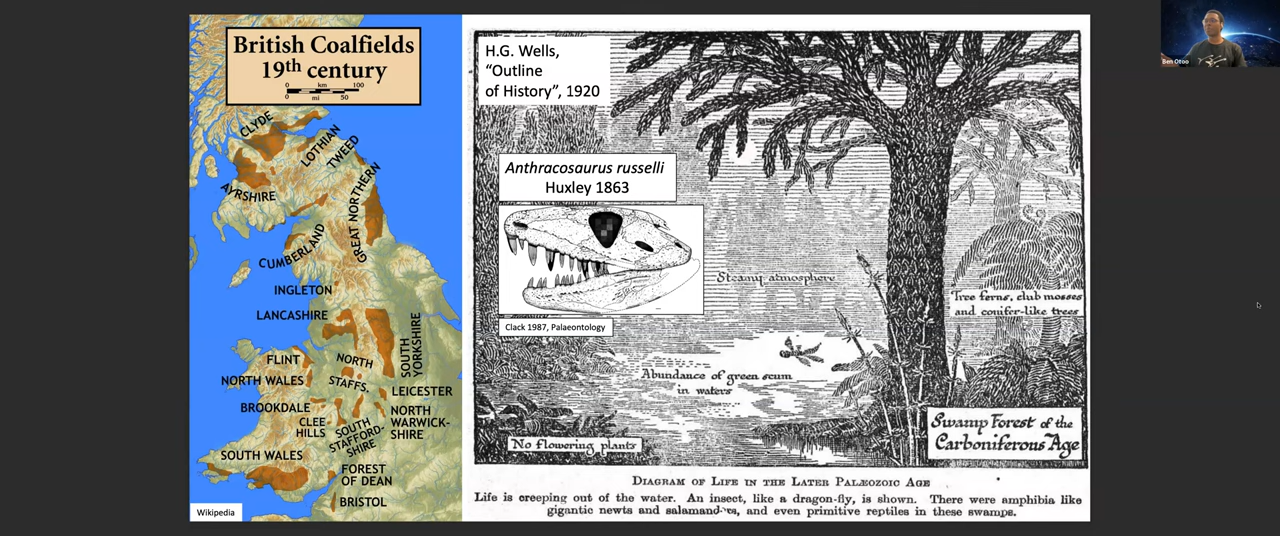 British Coalfields
19th century
0 km 100
0 mi 50
CLYDE
LOTHIAN
TWEED
AYRSHIRE
GREAT NORTHERN
CUMBERLAND
INGLETON
LANCASHIRE
SOUTH
YORKSHIRE
FLINT
NORTH
STAFFS.
NORTH WALES
LEICESTER
BROOKDALE
CLEE
HILLS
SOUTH
STAFFORD-
SHIRE
NORTH
WARWICK-
SHIRE
SOUTH WALES
FOREST
OF DEAN
BRISTOL
Wikipedia
H.G. Wells,
“Outline
of History”, 1920
Anthracosaurus russelli
Huxley 1863
Clack 1987, Palaeontology
Steamy atmosphere
Tree ferns, club mosses
and conifer-like trees
Abundance of green scum
in waters
No flowering plants
Swamp Forest of the
Carboniferous Age
Diagram of Life in the Later Palæozoic Age
Life is creeping out of the water. An insect, like a dragon-fly, is shown. There were amphibia like
gigantic newts and salamanders, and even primitive reptiles in these swamps.
Ben Otoo